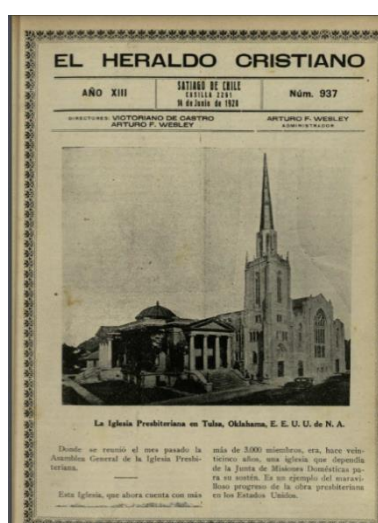 EL HERALDO CRISTIANO
AÑO XIII
SATIAGO DE CHILE
CASILLA 2201
14 de Junio de 1928
Núm. 937
DIRECTORES: VICTORIANO DE CASTRO
ARTURO F. WESLEY
ARTURO F. WESLEY
ADMINISTRADOR
La Iglesia Presbiteriana en Tulsa, Oklahama, E. E. U. U. de N. A.
Donde se reunió el mes pasado la
Asamblea General de la Iglesia Presbi-
teriana.
Esta Iglesia, que ahora cuenta con más
más de 3.000 miembros, era, hace vein-
ticinco años, una iglesia que dependía
de la Junta de Misiones Domésticas pa-
ra su sostén. Es un ejemplo del maravi-
lloso progreso de la obra presbiteriana
en los Estados Unidos.